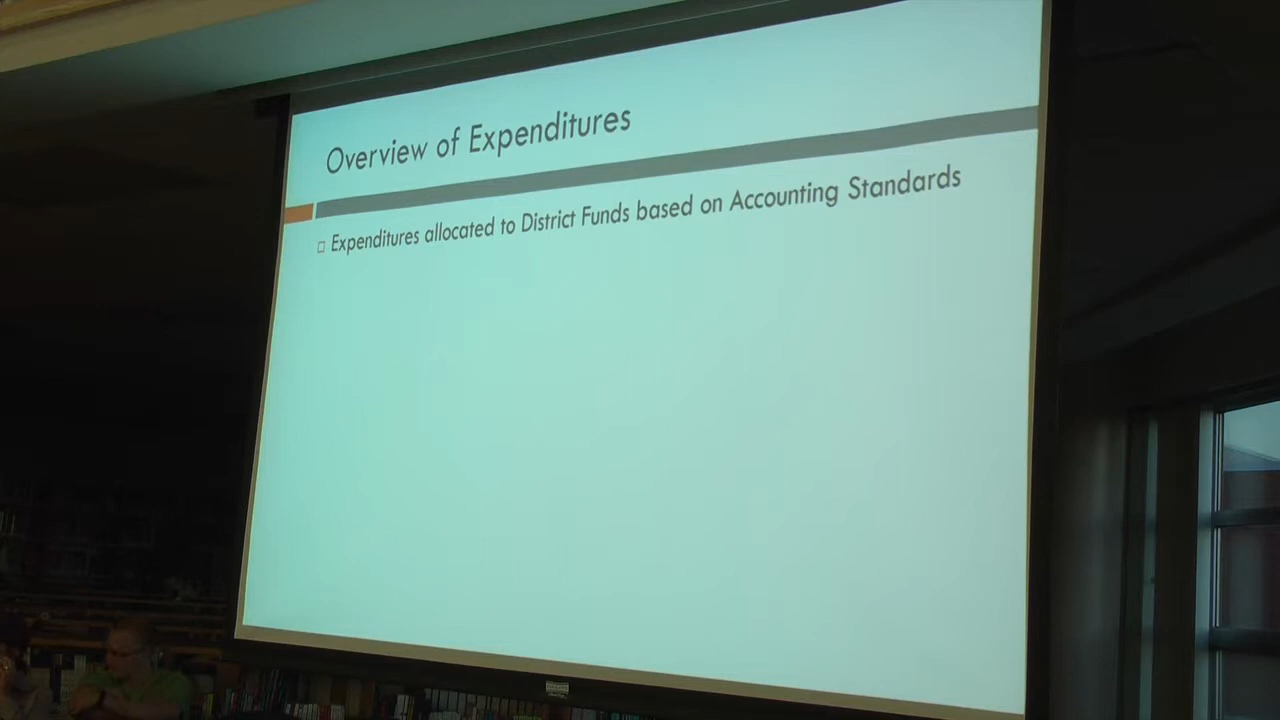 Overview of Expenditures
Expenditures allocated to District Funds based on Accounting Standards